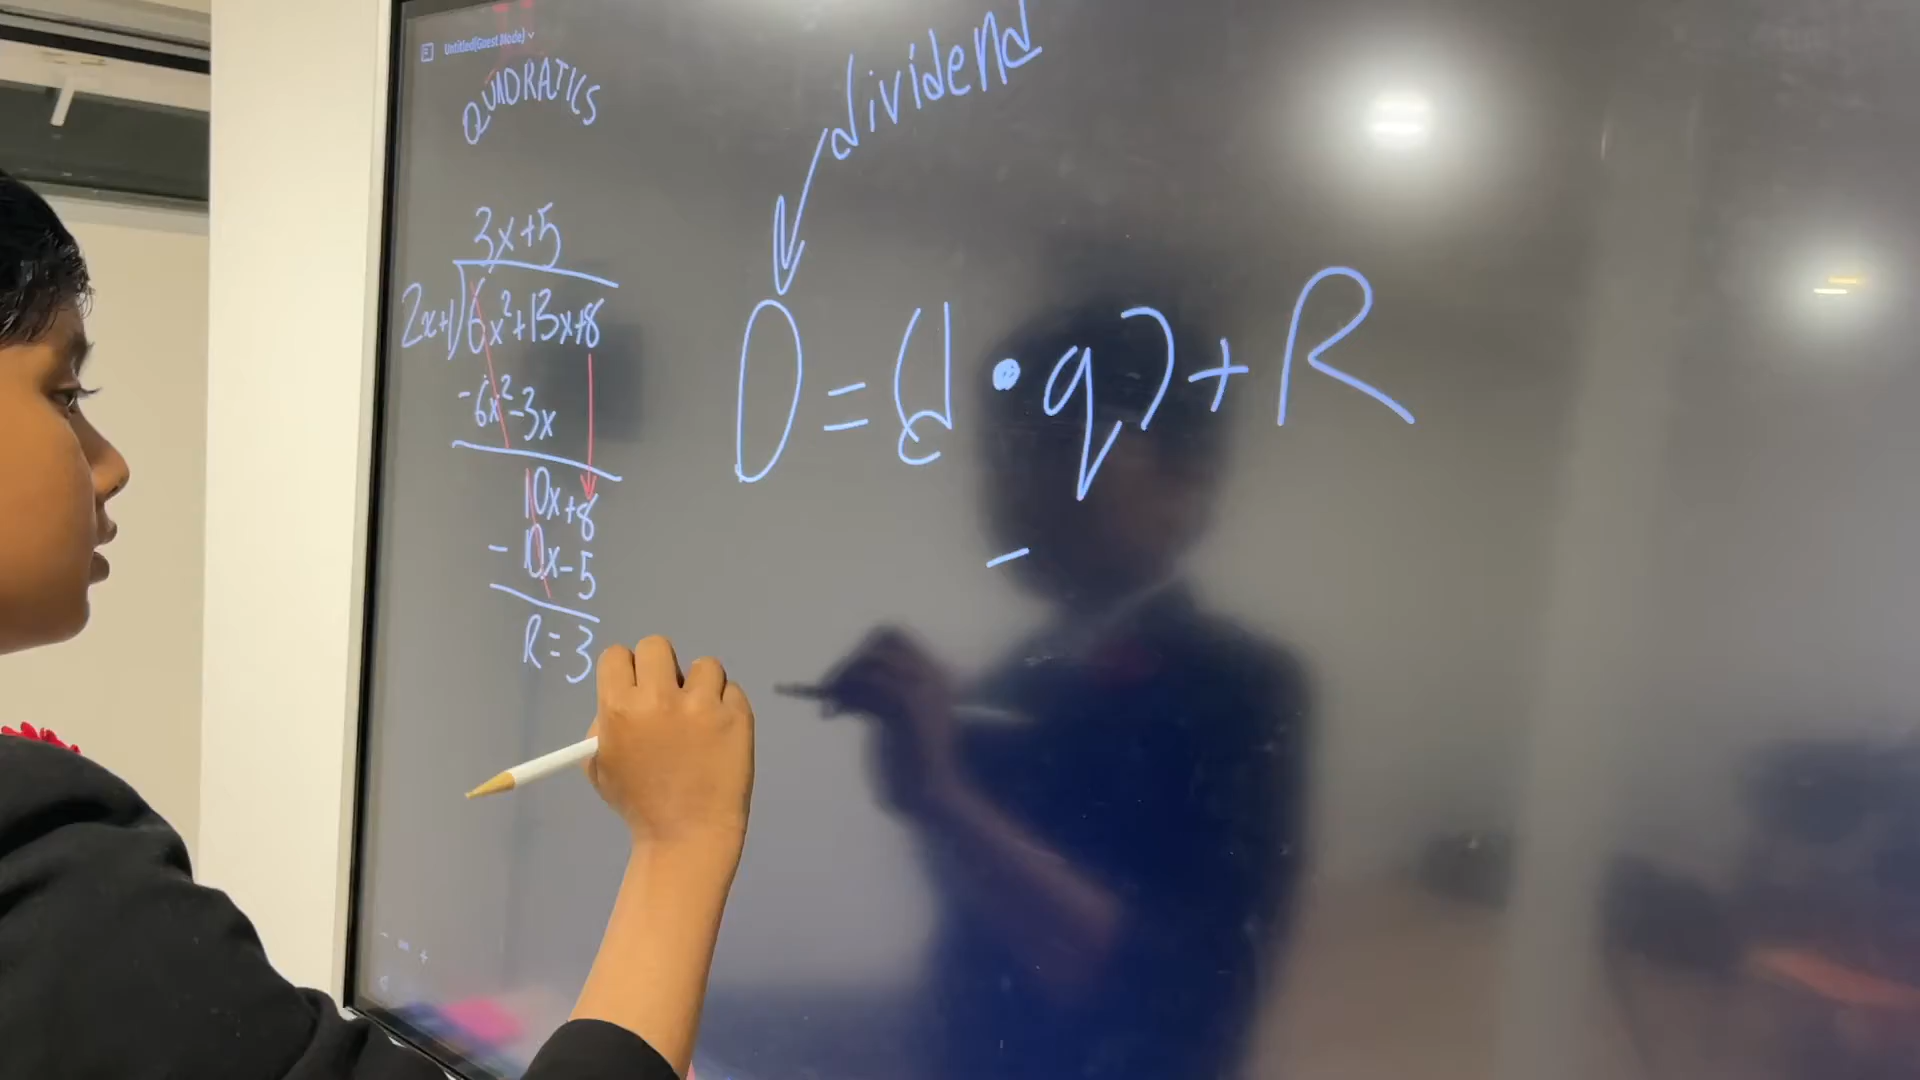 Untitled(Guest Mode)
QUADRATICS
dividend
3x+5
2x+1 6x²+13x+8
-6x²-3x
10x+8
- 10x-5
R=3
D = (d • q) + R
-